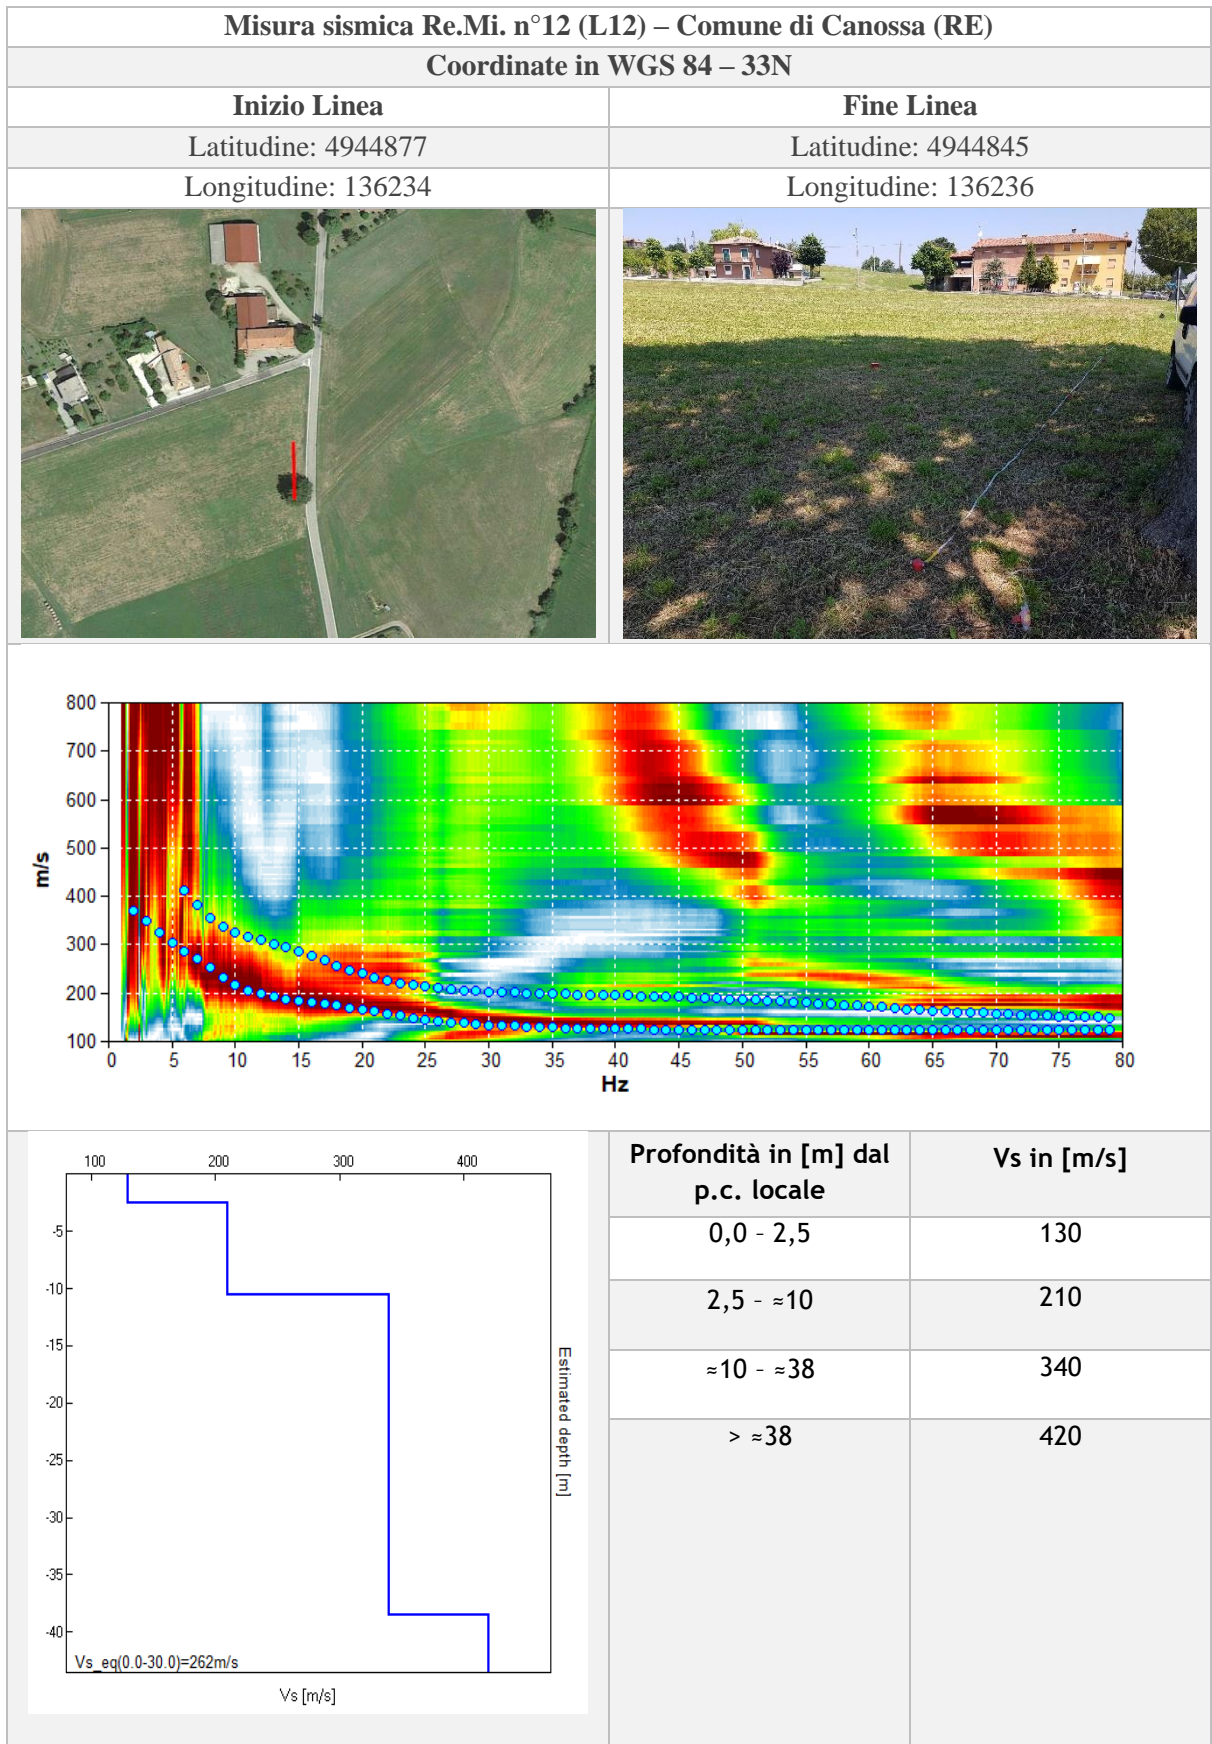 Misura sismica Re.Mi. n°12 (L12) – Comune di Canossa (RE)
Coordinate in WGS 84 – 33N
Inizio Linea
Fine Linea
Latitudine: 4944877
Latitudine: 4944845
Longitudine: 136234
Longitudine: 136236
800
700
600
500
400
300
200
100
m/s
0 5 10 15 20 25 30 35 40 45 50 55 60 65 70 75 80
Hz
100 200 300 400
-5
-10
-15
-20
-25
-30
-35
-40
Estimated depth [m]
Vs_eq(0.0-30.0)=262m/s
Vs [m/s]
Profondità in [m] dal
p.c. locale
Vs in [m/s]
0,0 – 2,5
130
2,5 – ≈10
210
≈10 – ≈38
340
> ≈38
420